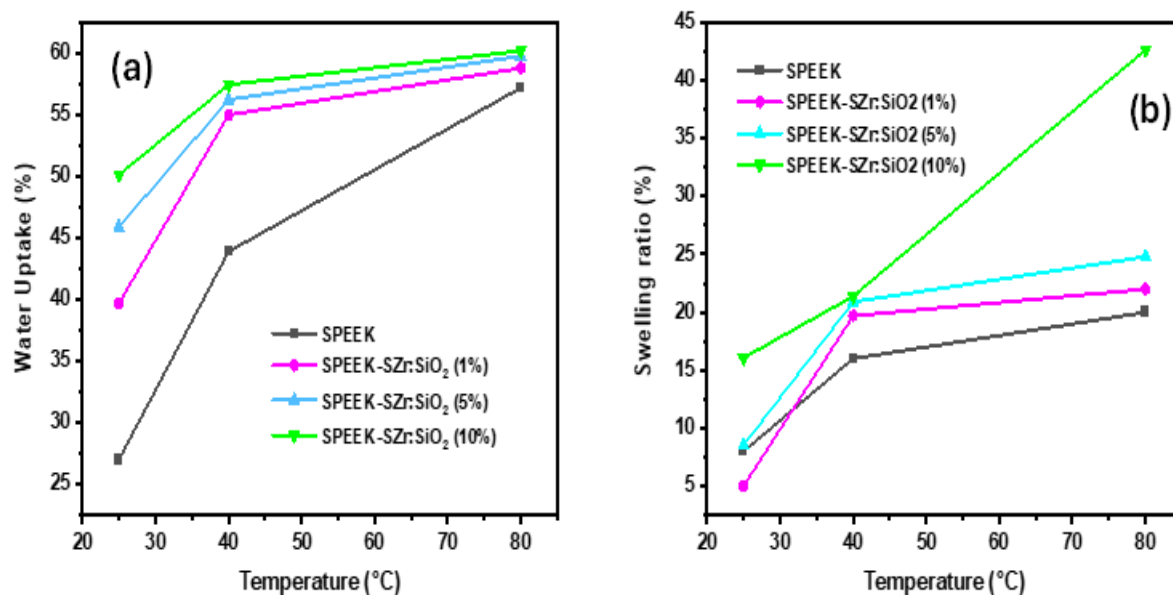 (a)
Water Uptake (%)
60
55
50
45
40
35
30
25
SPEEK
SPEEK-SZr:SiO₂ (1%)
SPEEK-SZr:SiO₂ (5%)
SPEEK-SZr:SiO₂ (10%)
20 30 40 50 60 70 80
Temperature (°C)
(b)
Swelling ratio (%)
45
40
35
30
25
20
15
10
5
SPEEK
SPEEK-SZr:SiO2 (1%)
SPEEK-SZr:SiO2 (5%)
SPEEK-SZr:SiO2 (10%)
20 30 40 50 60 70 80
Temperature (°C)